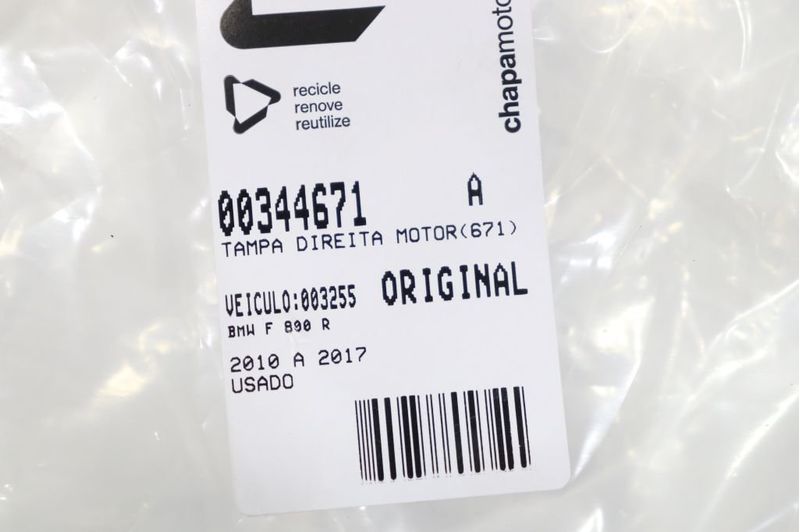 chapamoto
recicle
renove
reutilize
00344671 A
TAMPA DIREITA MOTOR(671)
VEICULO:003255 ORIGINAL
BMW F 800 R
2010 A 2017
USADO